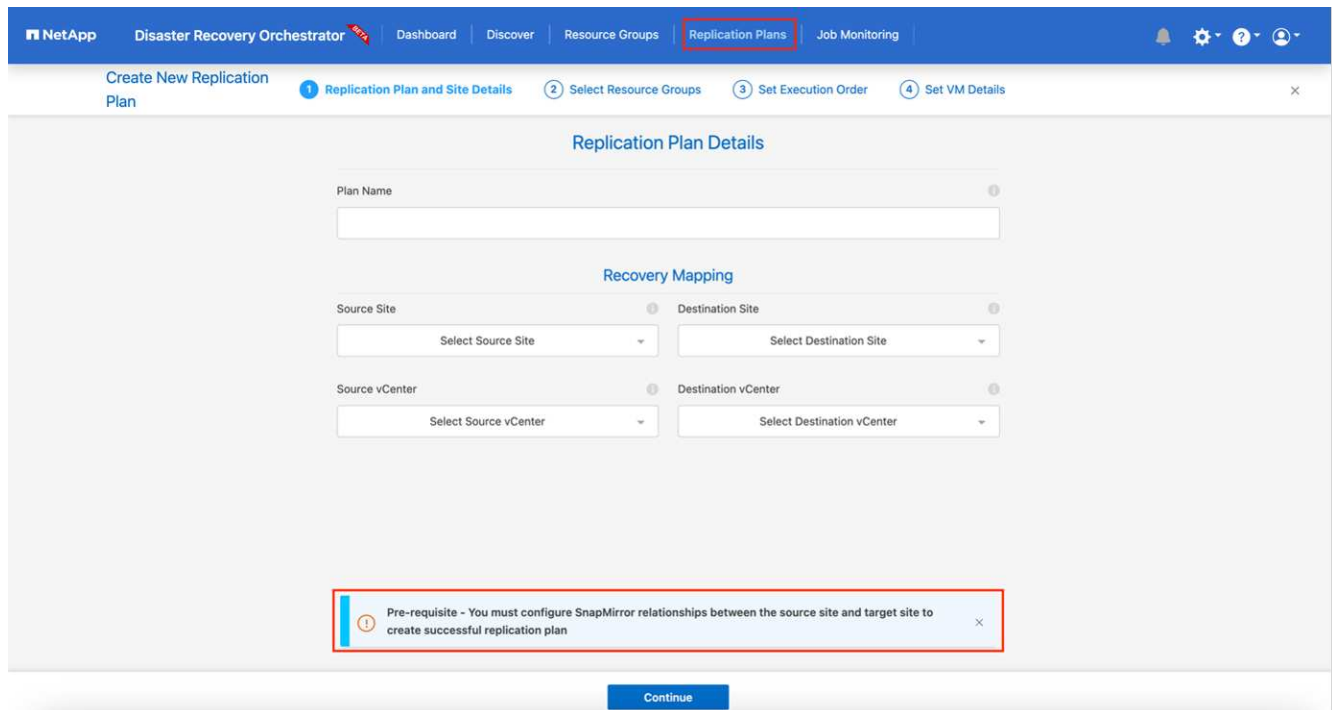 NetApp
Disaster Recovery Orchestrator BETA
Dashboard
Discover
Resource Groups
Replication Plans
Job Monitoring
?
Create New Replication
Plan
1 Replication Plan and Site Details
2 Select Resource Groups
3 Set Execution Order
4 Set VM Details
Replication Plan Details
Plan Name
Recovery Mapping
Source Site
Destination Site
Select Source Site
Select Destination Site
Source vCenter
Destination vCenter
Select Source vCenter
Select Destination vCenter
Pre-requisite - You must configure SnapMirror relationships between the source site and target site to
create successful replication plan
Continue